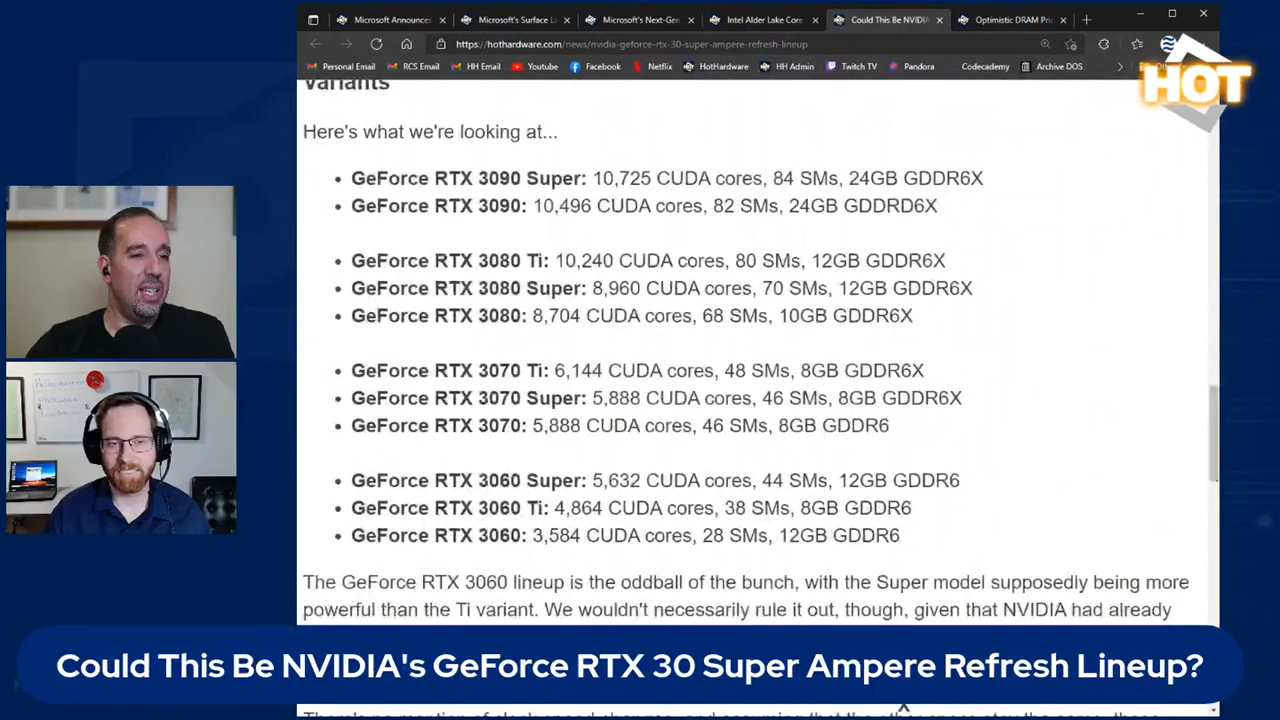 Microsoft Announces
Microsoft's Surface L
Microsoft's Next-Gen
Intel Alder Lake Core
Could This Be NVIDIA
Optimistic DRAM Pric
https://hothardware.com/news/nvidia-geforce-rtx-30-super-ampere-refresh-lineup
Personal Email
RCS Email
HH Email
Youtube
Facebook
Netflix
HotHardware
HH Admin
Twitch TV
Pandora
Codecademy
Archive DOS
HOT
Variants
Here's what we're looking at...
• GeForce RTX 3090 Super: 10,725 CUDA cores, 84 SMs, 24GB GDDR6X
• GeForce RTX 3090: 10,496 CUDA cores, 82 SMs, 24GB GDDRD6X
• GeForce RTX 3080 Ti: 10,240 CUDA cores, 80 SMs, 12GB GDDR6X
• GeForce RTX 3080 Super: 8,960 CUDA cores, 70 SMs, 12GB GDDR6X
• GeForce RTX 3080: 8,704 CUDA cores, 68 SMs, 10GB GDDR6X
• GeForce RTX 3070 Ti: 6,144 CUDA cores, 48 SMs, 8GB GDDR6X
• GeForce RTX 3070 Super: 5,888 CUDA cores, 46 SMs, 8GB GDDR6X
• GeForce RTX 3070: 5,888 CUDA cores, 46 SMs, 8GB GDDR6
• GeForce RTX 3060 Super: 5,632 CUDA cores, 44 SMs, 12GB GDDR6
• GeForce RTX 3060 Ti: 4,864 CUDA cores, 38 SMs, 8GB GDDR6
• GeForce RTX 3060: 3,584 CUDA cores, 28 SMs, 12GB GDDR6
The GeForce RTX 3060 lineup is the oddball of the bunch, with the Super model supposedly being more
powerful than the Ti variant. We wouldn't necessarily rule it out, though, given that NVIDIA had already
Could This Be NVIDIA's GeForce RTX 30 Super Ampere Refresh Lineup?